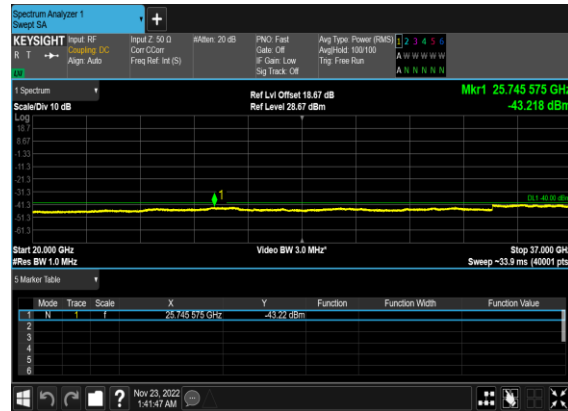 Spectrum Analyzer 1
Swept SA
+
KEYSIGHT
R T
LXI
Input: RF
Coupling: DC
Align: Auto
Input Z: 50 Ω
Corr CCorr
Freq Ref: Int (S)
#Atten: 20 dB
PNO: Fast
Gate: Off
IF Gain: Low
Sig Track: Off
Avg Type: Power (RMS)
Avg|Hold: 100/100
Trig: Free Run
1 2 3 4 5 6
A W W W W W
A N N N N N
1 Spectrum
Scale/Div 10 dB
Ref Lvl Offset 18.67 dB
Ref Level 28.67 dBm
Mkr1 25.745 575 GHz
-43.218 dBm
Log
18.7
8.67
-1.33
-11.3
-21.3
-31.3
-41.3
-51.3
-61.3
1
DL1 -40.00 dBm
Start 20.000 GHz
#Res BW 1.0 MHz
Video BW 3.0 MHz*
Stop 37.000 GHz
Sweep ~33.9 ms (40001 pts)
5 Marker Table
Mode Trace Scale X Y Function Function Width Function Value
1 N 1 f 25.745 575 GHz -43.22 dBm
2
3
4
5
6
?
Nov 23, 2022
1:41:47 AM